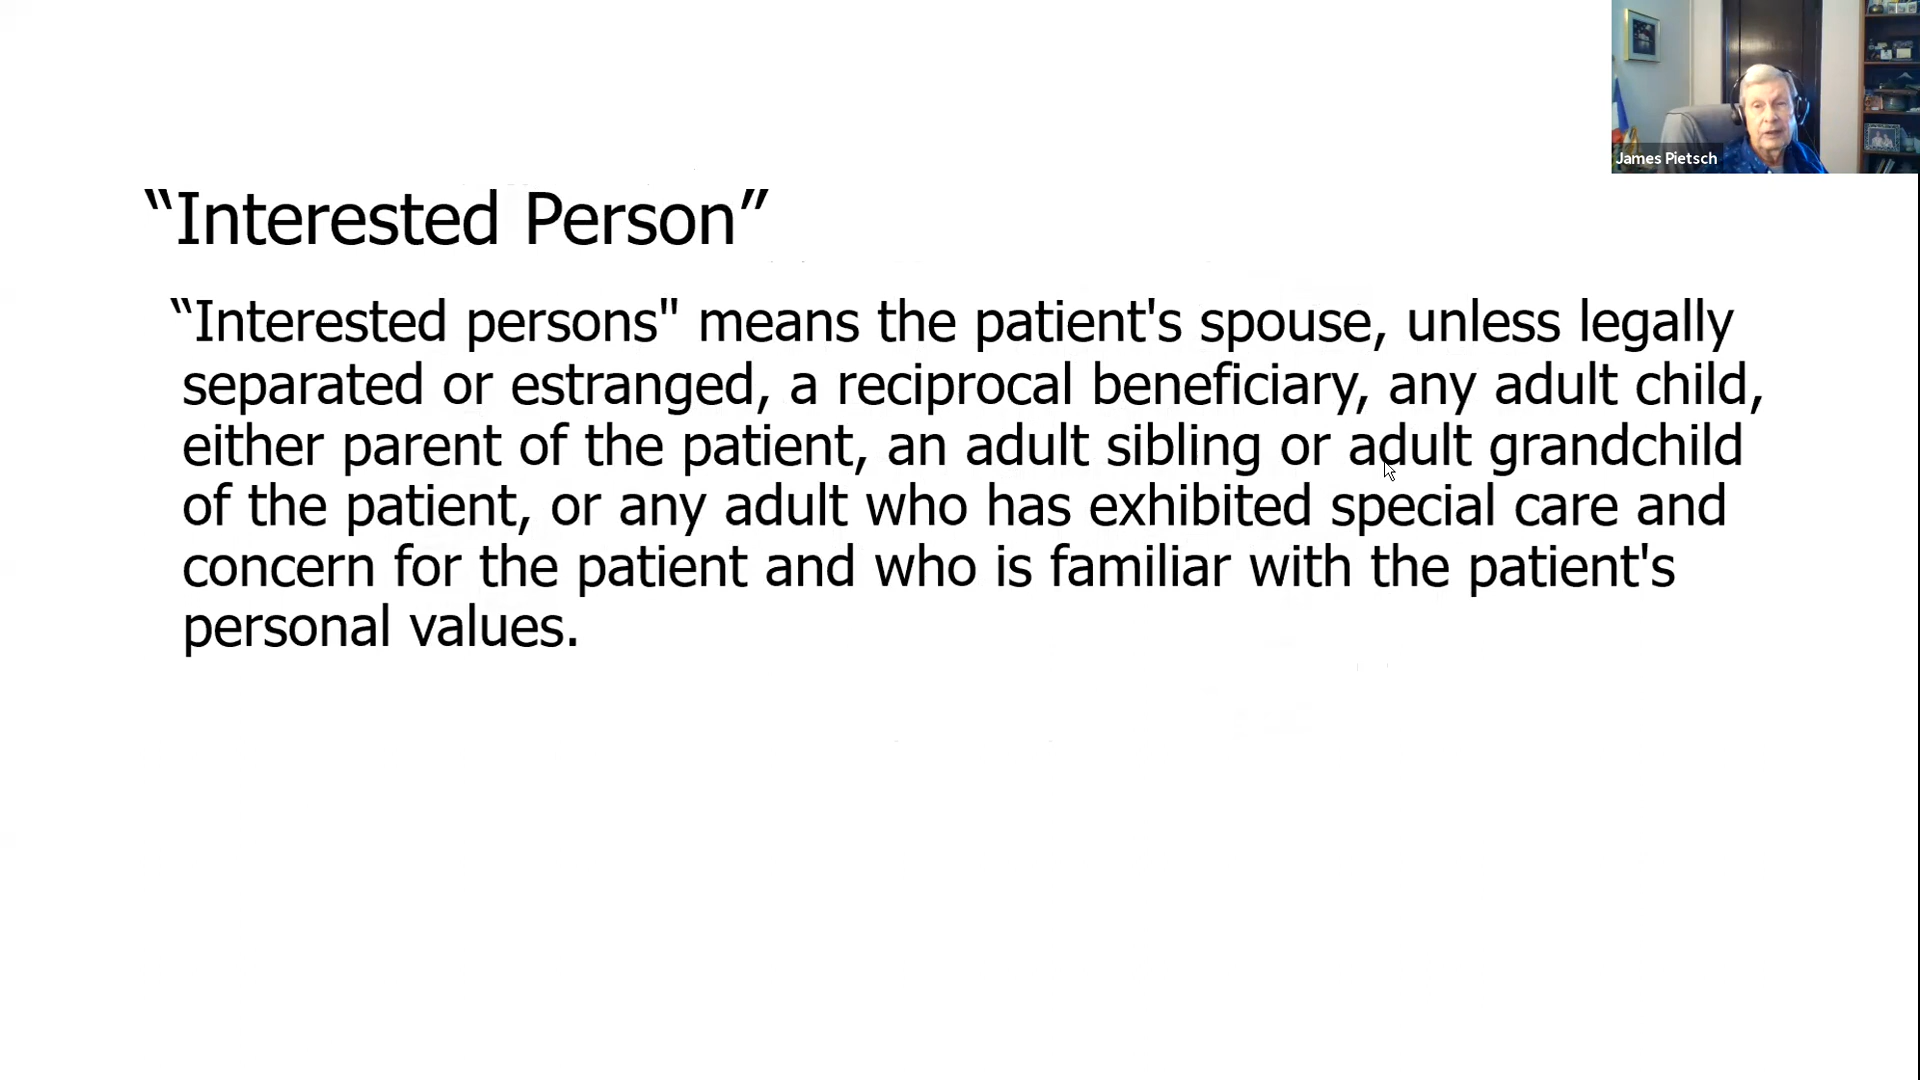 James Pietsch
“Interested Person”
“Interested persons" means the patient's spouse, unless legally
separated or estranged, a reciprocal beneficiary, any adult child,
either parent of the patient, an adult sibling or adult grandchild
of the patient, or any adult who has exhibited special care and
concern for the patient and who is familiar with the patient's
personal values.